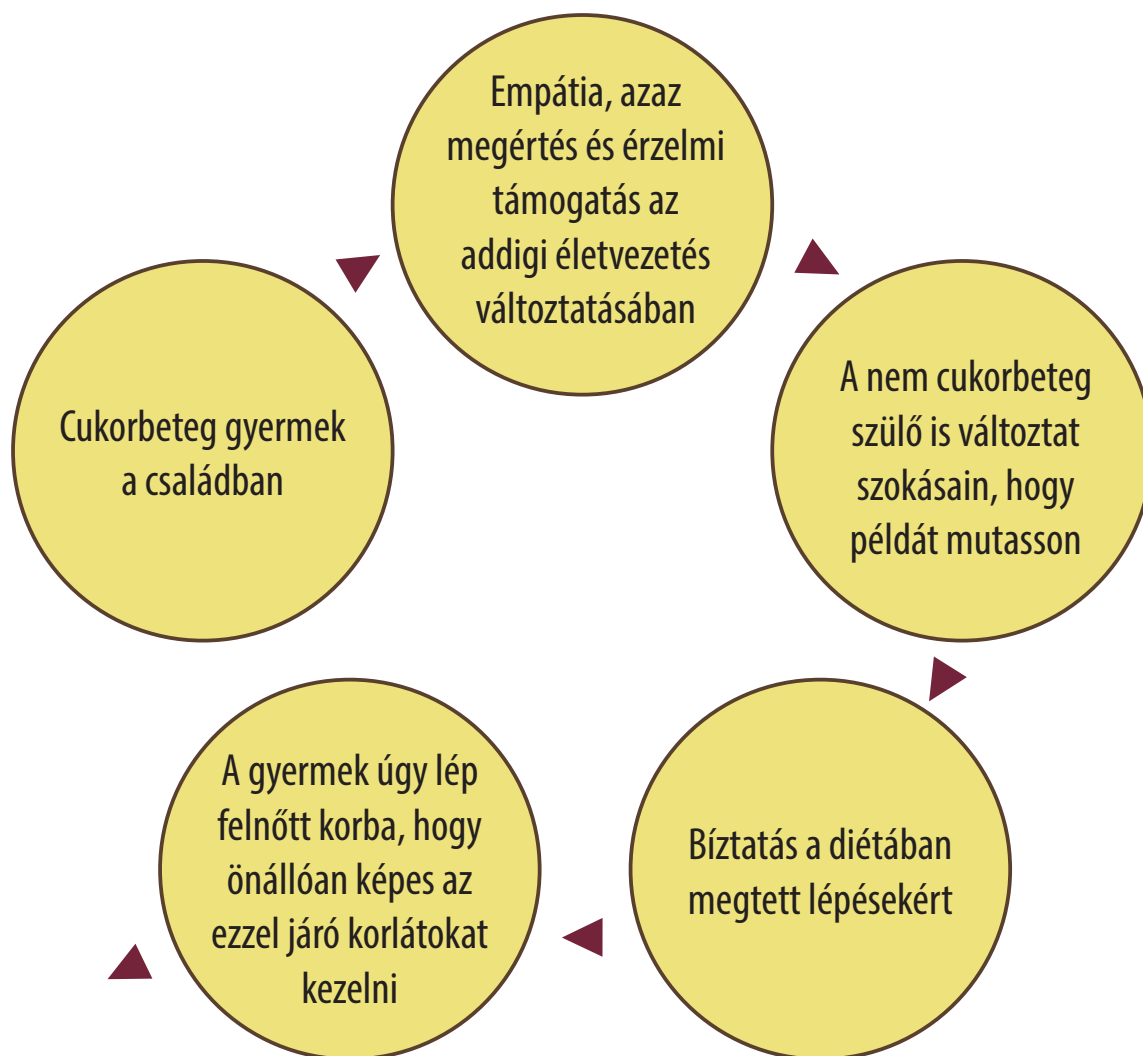 Cukorbeteg gyermek
a családban
Empátia, azaz
megértés és érzelmi
támogatás az
addigi életvezetés
változtatásában
A nem cukorbeteg
szülő is változtat
szokásain, hogy
példát mutasson
Bíztatás a diétában
megtett lépésekért
A gyermek úgy lép
felnőtt korba, hogy
önállóan képes az
ezzel járó korlátokat
kezelni